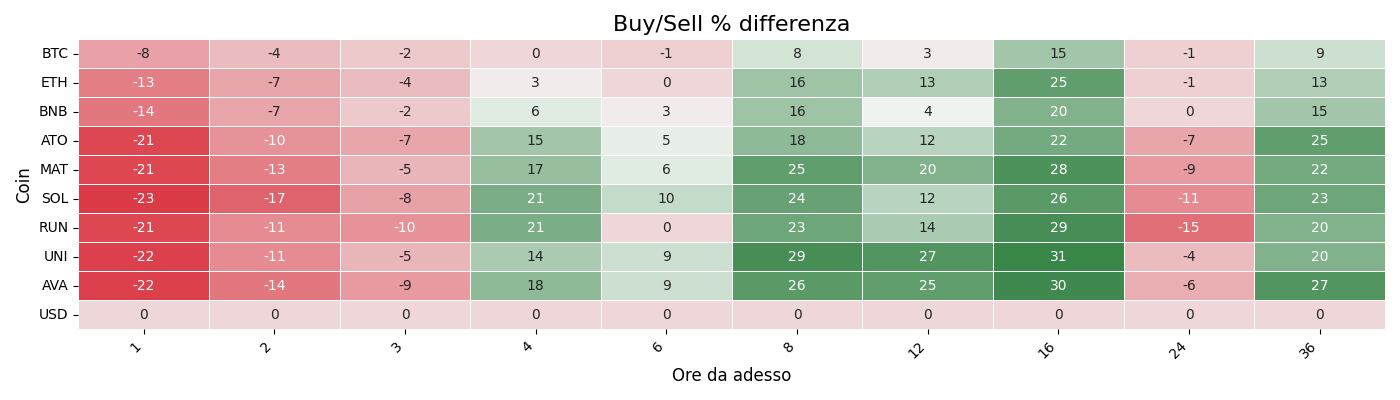 Buy/Sell % differenza
Coin
BTC -8 -4 -2 0 -1 8 3 15 -1 9
ETH -13 -7 -4 3 0 16 13 25 -1 13
BNB -14 -7 -2 6 3 16 4 20 0 15
ATO -21 -10 -7 15 5 18 12 22 -7 25
MAT -21 -13 -5 17 6 25 20 28 -9 22
SOL -23 -17 -8 21 10 24 12 26 -11 23
RUN -21 -11 -10 21 0 23 14 29 -15 20
UNI -22 -11 -5 14 9 29 27 31 -4 20
AVA -22 -14 -9 18 9 26 25 30 -6 27
USD 0 0 0 0 0 0 0 0 0 0
1 2 3 4 6 8 12 16 24 36
Ore da adesso